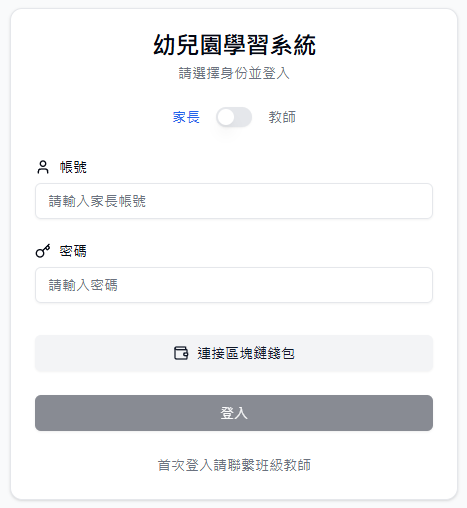 幼兒園學習系統
請選擇身份並登入
家長 教師
帳號
請輸入家長帳號
密碼
請輸入密碼
連接區塊鏈錢包
登入
首次登入請聯繫班級教師